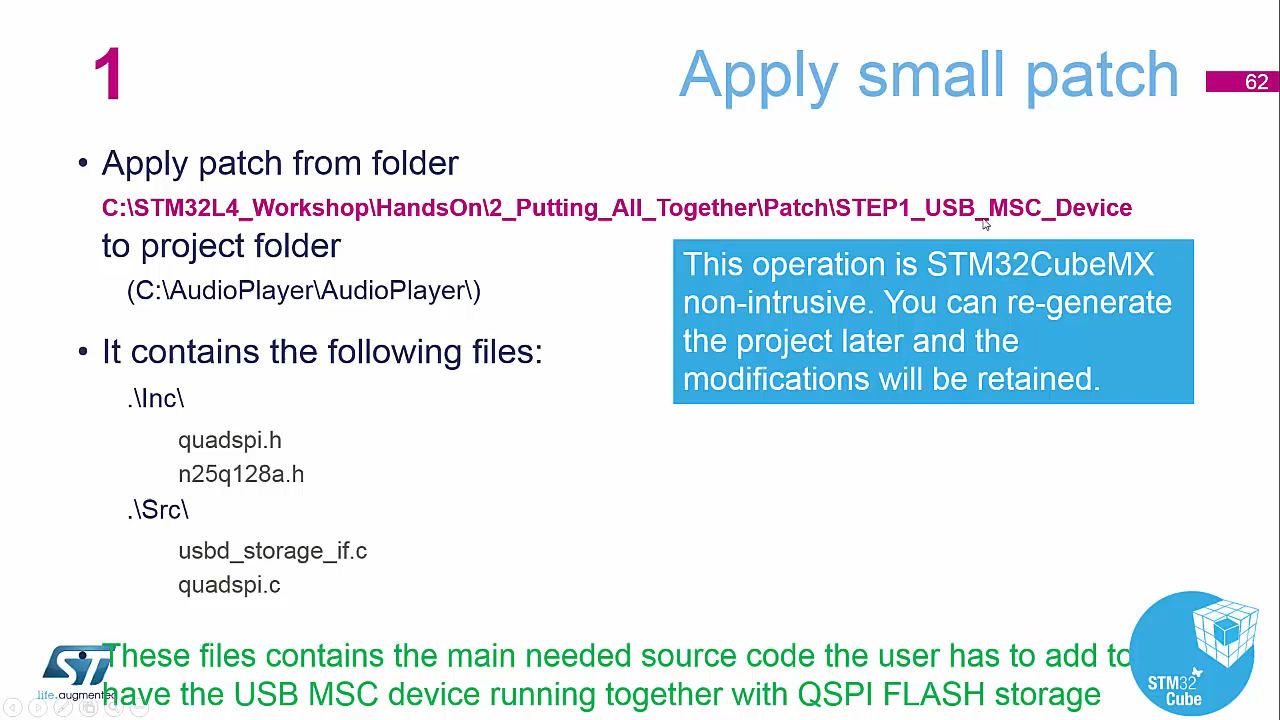 1
Apply small patch
62
• Apply patch from folder
C:\STM32L4_Workshop\HandsOn\2_Putting_All_Together\Patch\STEP1_USB_MSC_Device
to project folder
(C:\AudioPlayer\AudioPlayer\)
This operation is STM32CubeMX
non-intrusive. You can re-generate
the project later and the
modifications will be retained.
• It contains the following files:
.\Inc\
quadspi.h
n25q128a.h
.\Src\
usbd_storage_if.c
quadspi.c
These files contains the main needed source code the user has to add to
have the USB MSC device running together with QSPI FLASH storage
ST
life.augmented
STM32
Cube